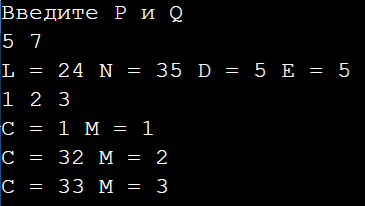 Введите P и Q
5 7
L = 24 N = 35 D = 5 E = 5
1 2 3
C = 1 M = 1
C = 32 M = 2
C = 33 M = 3